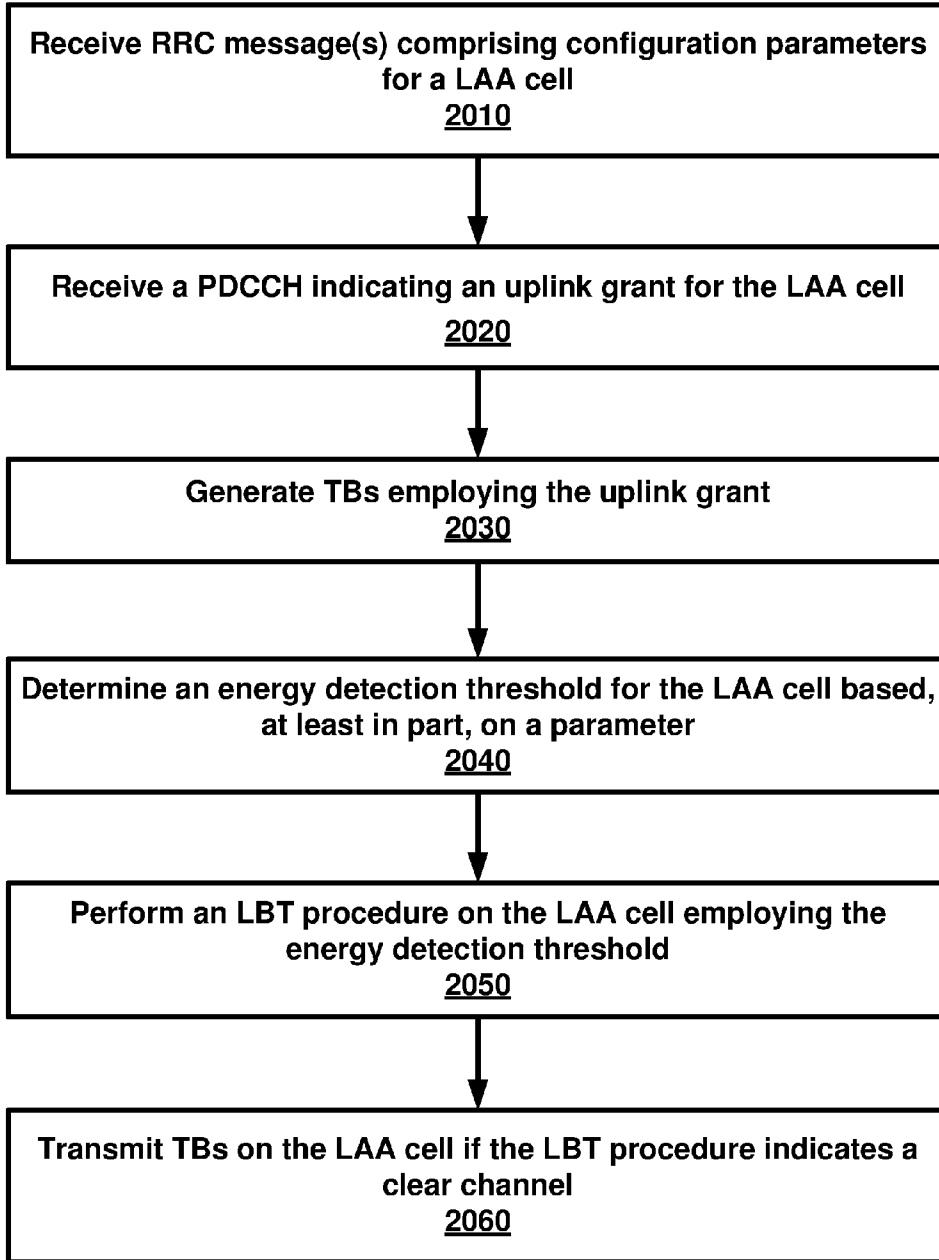 Receive RRC message(s) comprising configuration parameters
for a LAA cell
2010
Receive a PDCCH indicating an uplink grant for the LAA cell
2020
Generate TBs employing the uplink grant
2030
Determine an energy detection threshold for the LAA cell based,
at least in part, on a parameter
2040
Perform an LBT procedure on the LAA cell employing the
energy detection threshold
2050
Transmit TBs on the LAA cell if the LBT procedure indicates a
clear channel
2060